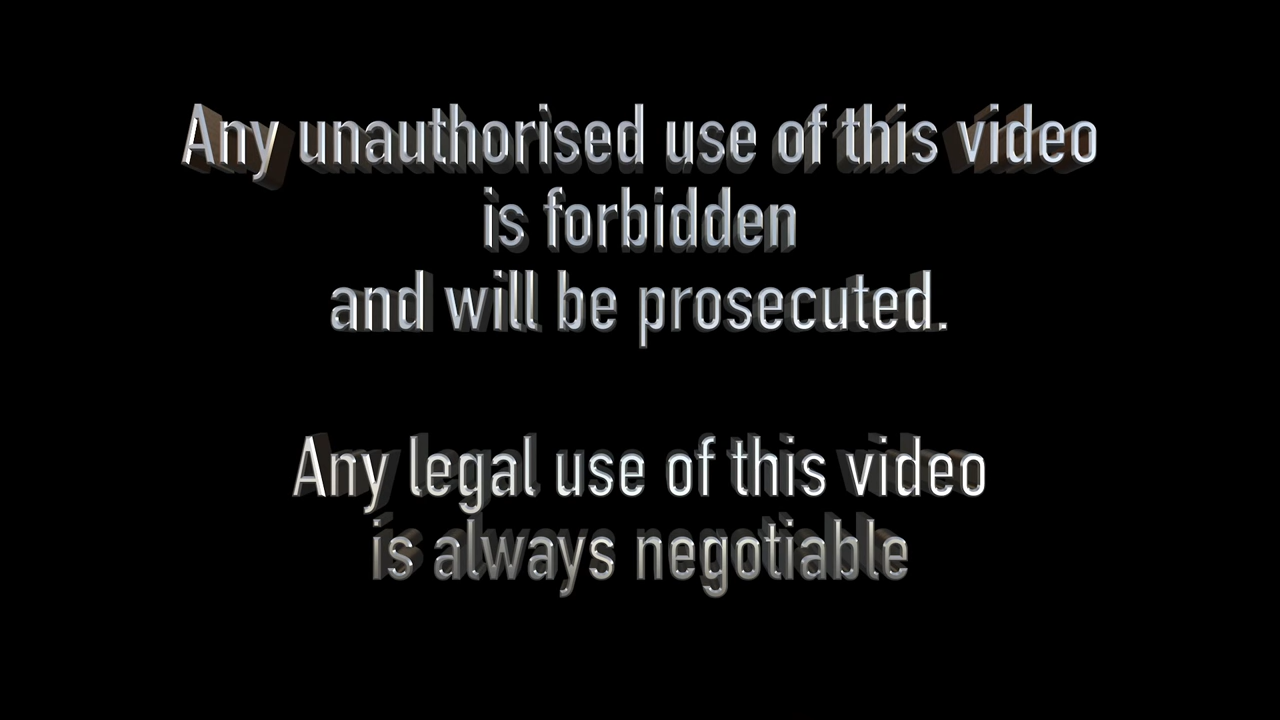 Any unauthorised use of this video
is forbidden
and will be prosecuted.
Any legal use of this video
is always negotiable